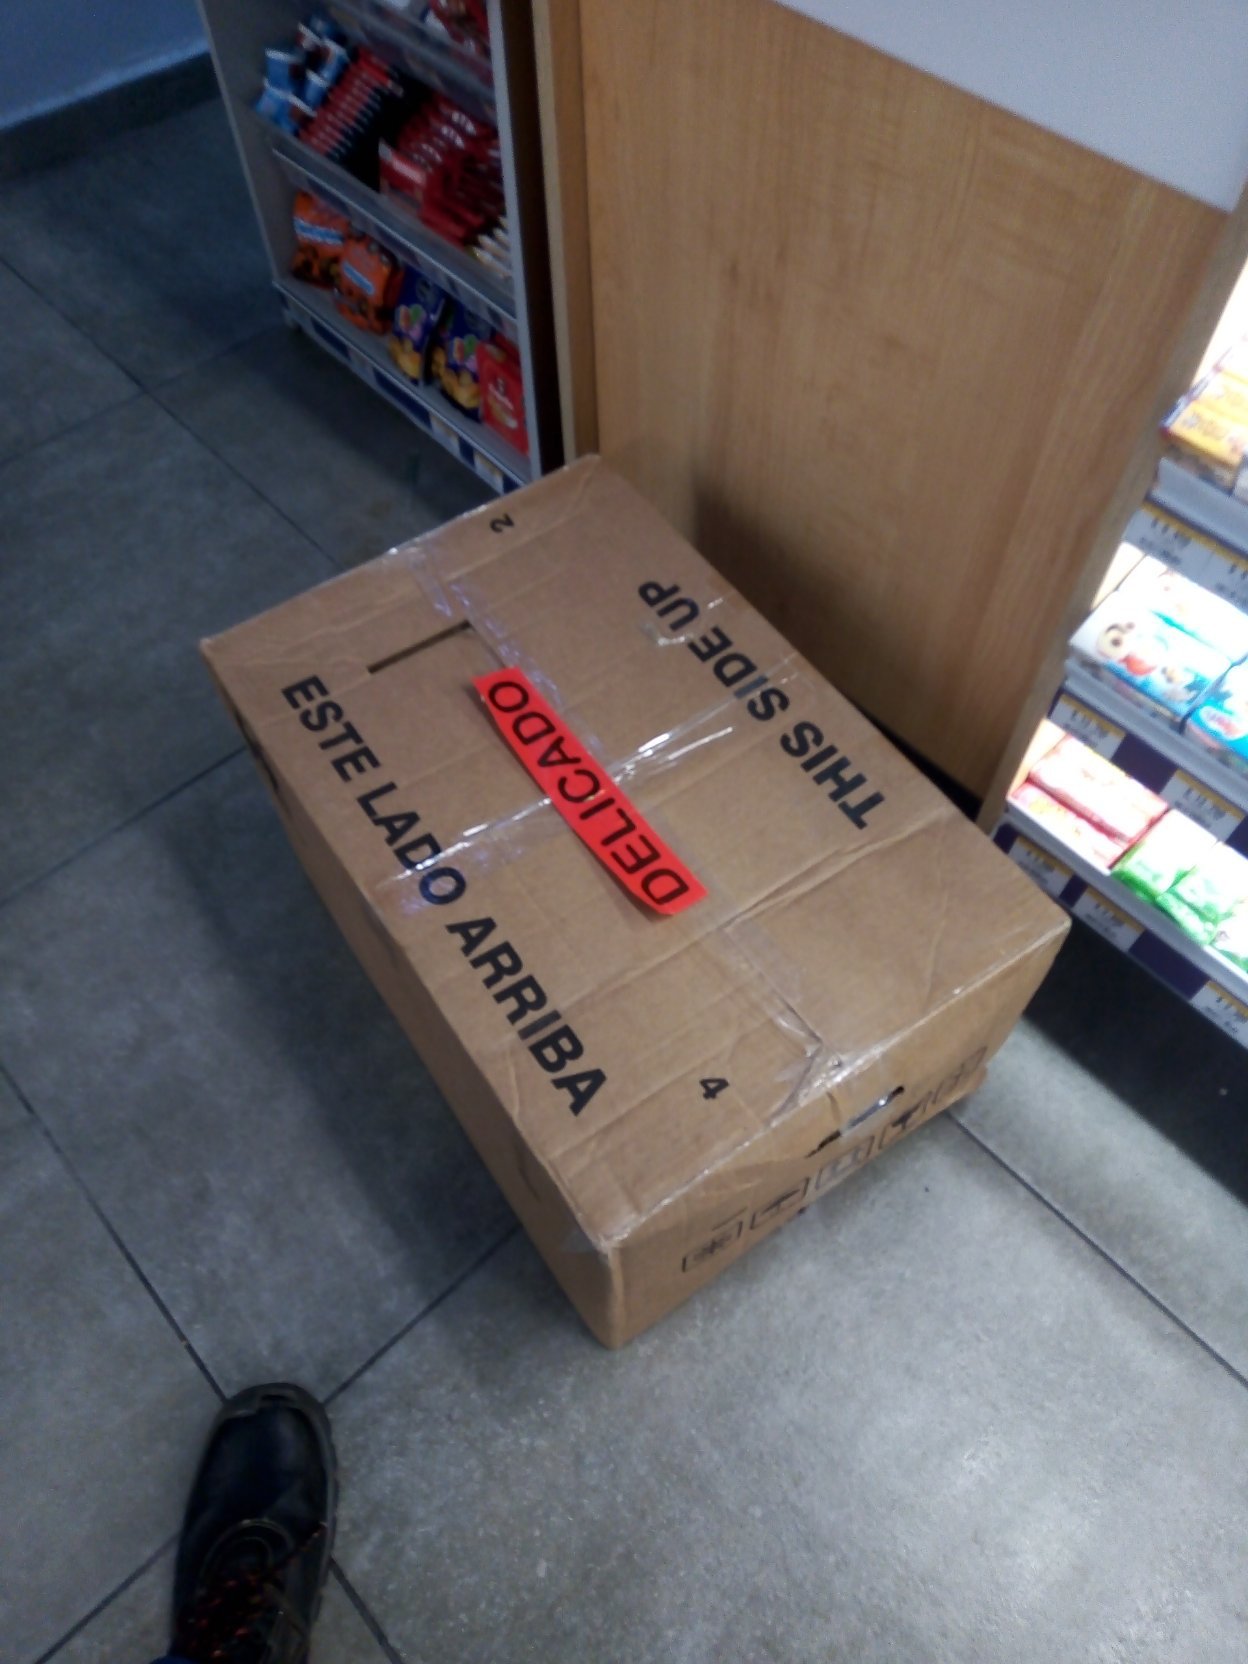 2
THIS SIDE UP
DELICADO
ESTE LADO ARRIBA
4